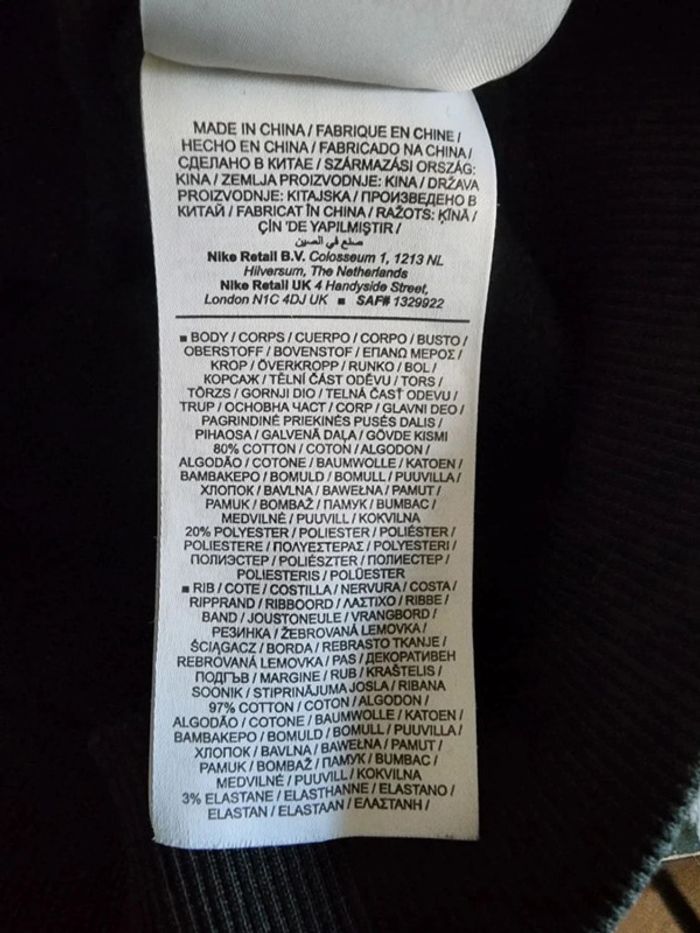 MADE IN CHINA / FABRIQUE EN CHINE /
HECHO EN CHINA / FABRICADO NA CHINA /
СДЕЛАНО В КИТАЕ / SZÁRMAZÁSI ORSZÁG:
KINA / ZEMLJA PROIZVODNJE: KINA / DRŽAVA
PROIZVODNJE: KITAJSKA / ПРОИЗВЕДЕНО В
КИТАЙ / FABRICAT ÎN CHINA / RAŽOTS: ĶĪNĀ /
ÇİN 'DE YAPILMIŞTIR /
صنع في الصين
Nike Retail B.V. Colosseum 1, 1213 NL
Hilversum, The Netherlands
Nike Retail UK 4 Handyside Street,
London N1C 4DJ UK ■ SAF# 1329922
■ BODY / CORPS / CUERPO / CORPO / BUSTO /
OBERSTOFF / BOVENSTOF / ΕΠΑΝΩ ΜΕΡΟΣ /
KROP / ÖVERKROPP / RUNKO / BOL /
КОРСАЖ / TĚLNÍ ČÁST ODĚVU / TORS /
TÖRZS / GORNJI DIO / TELNÁ ČASŤ ODEVU /
TRUP / ОСНОВНА ЧАСТ / CORP / GLAVNI DEO /
PAGRINDINĖ PRIEKINĖS PUSĖS DALIS /
PIHAOSA / GALVENĀ DAĻA / GÖVDE KISMI
80% COTTON / COTON / ALGODON /
ALGODÃO / COTONE / BAUMWOLLE / KATOEN /
ΒΑΜΒΑΚΕΡΟ / BOMULD / BOMULL / PUUVILLA /
ХЛОПОК / BAVLNA / BAWEŁNA / PAMUT /
PAMUK / BOMBAŽ / ПАМУК / BUMBAC /
MEDVILNĖ / PUUVILL / KOKVILNA
20% POLYESTER / POLIESTER / POLIÉSTER /
POLIESTERE / ΠΟΛΥΕΣΤΕΡΑΣ / POLYESTERI /
ПОЛИЭСТЕР / POLIÉSZTER / ПОЛИЕСТЕР /
POLIESTERIS / POLÜESTER
■ RIB / COTE / COSTILLA / NERVURA / COSTA /
RIPPRAND / RIBBOORD / ΛΑΣΤΙΧΟ / RIBBE /
BAND / JOUSTONEULE / VRANGBORD /
РЕЗИНКА / ŽEBROVANÁ LEMOVKA /
ŚCIĄGACZ / BORDA / REBRASTO TKANJE /
REBROVANÁ LEMOVKA / PAS / ДЕКОРАТИВЕН
ПОДГЪВ / MARGINE / RUB / KRAŠTELIS /
SOONIK / STIPRINĀJUMA JOSLA / RIBANA
97% COTTON / COTON / ALGODON /
ALGODÃO / COTONE / BAUMWOLLE / KATOEN /
ΒΑΜΒΑΚΕΡΟ / BOMULD / BOMULL / PUUVILLA /
ХЛОПОК / BAVLNA / BAWEŁNA / PAMUT /
PAMUK / BOMBAŽ / ПАМУК / BUMBAC /
MEDVILNĖ / PUUVILL / KOKVILNA
3% ELASTANE / ELASTHANNE / ELASTANO /
ELASTAN / ELASTAAN / ΕΛΑΣΤΑΝΗ /